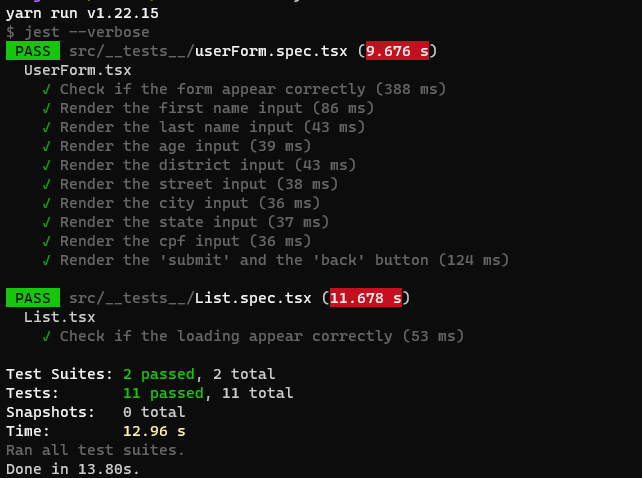 yarn run v1.22.15
$ jest --verbose
PASS src/__tests__/userForm.spec.tsx (9.676 s)
UserForm.tsx
✓ Check if the form appear correctly (388 ms)
✓ Render the first name input (86 ms)
✓ Render the last name input (43 ms)
✓ Render the age input (39 ms)
✓ Render the district input (43 ms)
✓ Render the street input (38 ms)
✓ Render the city input (36 ms)
✓ Render the state input (37 ms)
✓ Render the cpf input (36 ms)
✓ Render the 'submit' and the 'back' button (124 ms)
PASS src/__tests__/List.spec.tsx (11.678 s)
List.tsx
✓ Check if the loading appear correctly (53 ms)
Test Suites: 2 passed, 2 total
Tests: 11 passed, 11 total
Snapshots: 0 total
Time: 12.96 s
Ran all test suites.
Done in 13.80s.